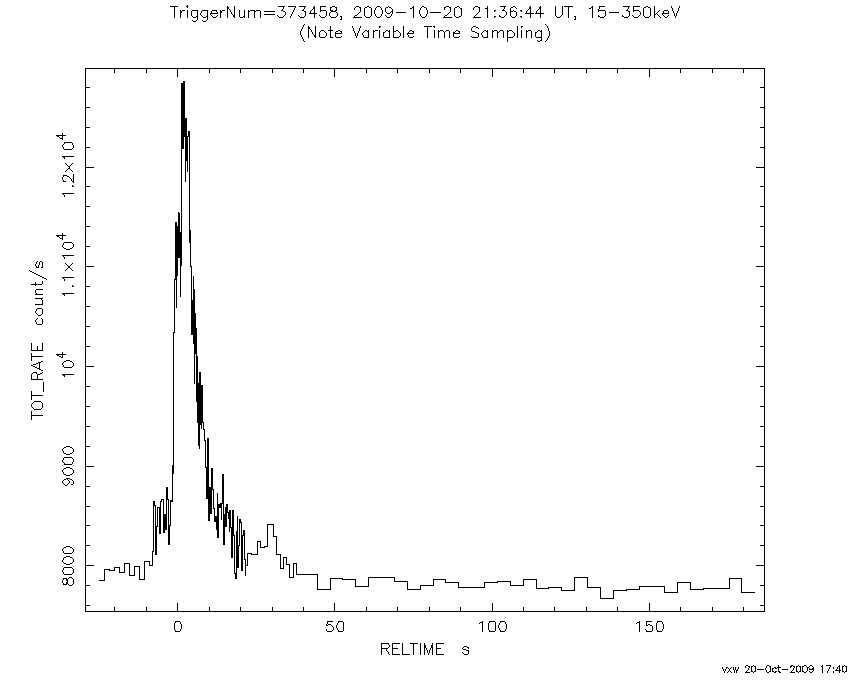 TriggerNum=373458, 2009-10-20 21:36:44 UT, 15-350keV
(Note Variable Time Sampling)
TOT_RATE count/s
1.2×10⁴
1.1×10⁴
10⁴
9000
8000
0 50 100 150
RELTIME s
vxw 20-Oct-2009 17:40